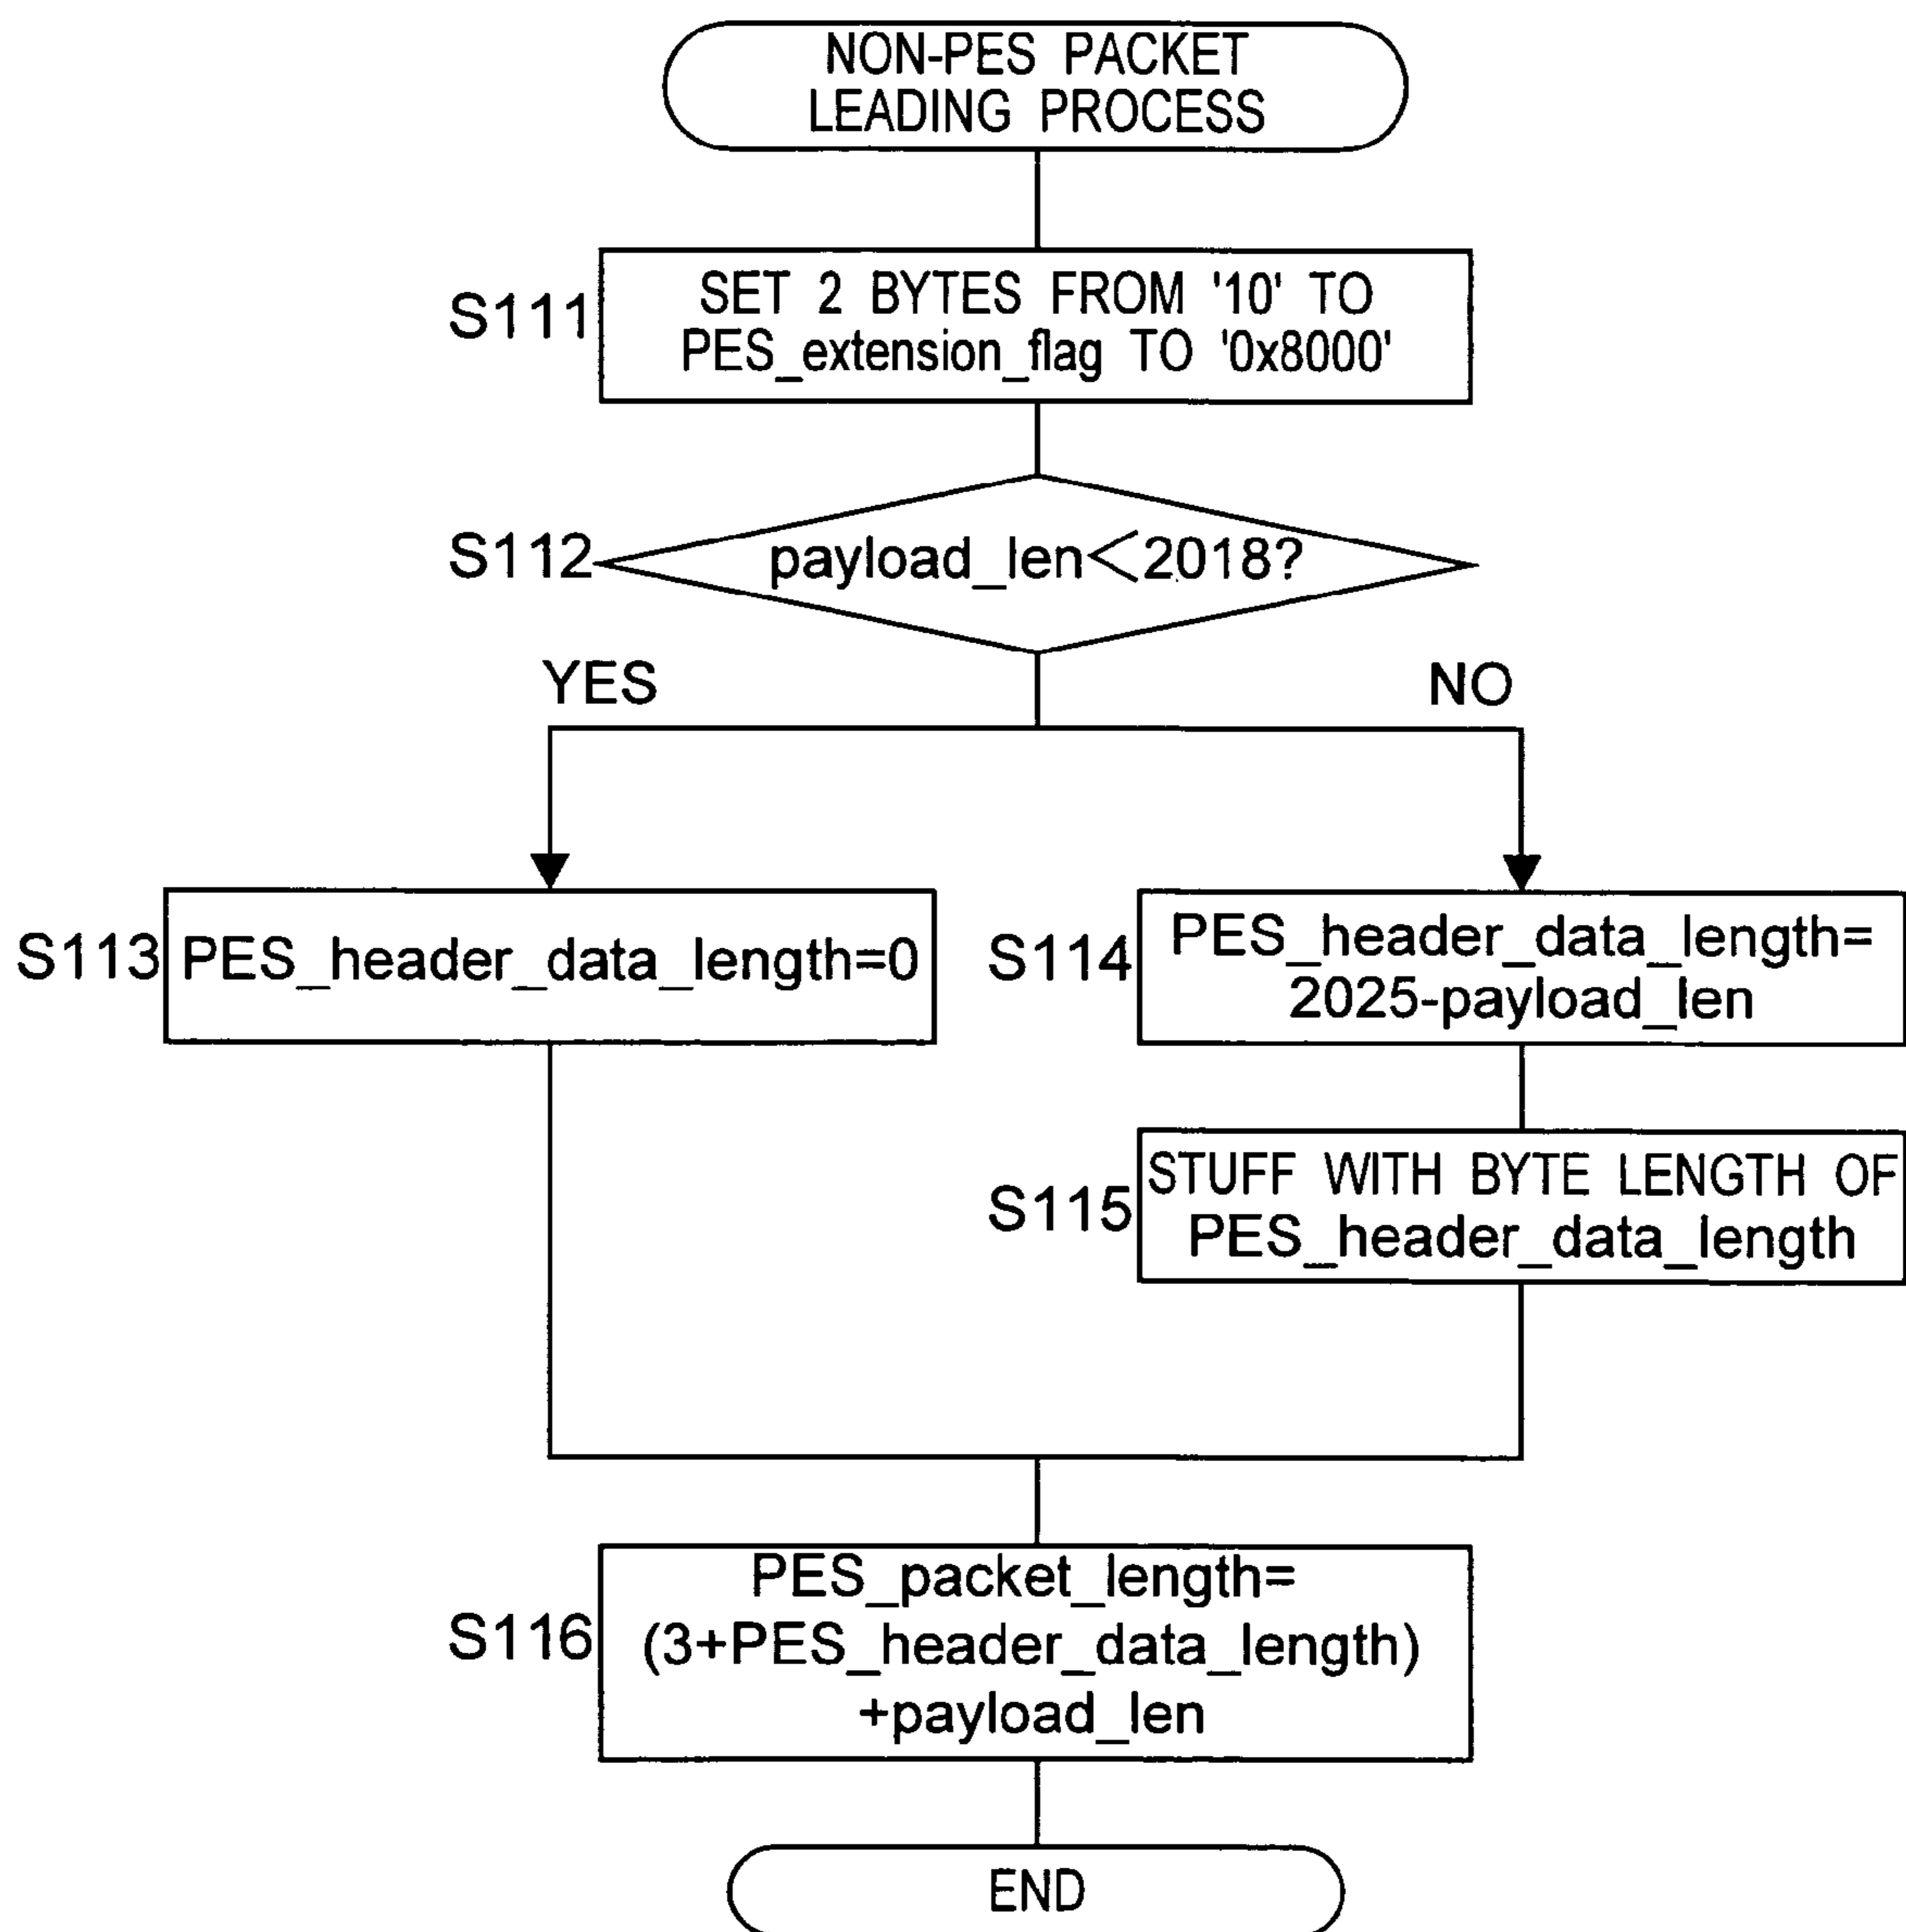 NON-PES PACKET
LEADING PROCESS
S111
SET 2 BYTES FROM '10' TO
PES_extension_flag TO '0x8000'
S112
payload_len<2018?
YES
NO
S113
PES_header_data_length=0
S114
PES_header_data_length=
2025-payload_len
S115
STUFF WITH BYTE LENGTH OF
PES_header_data_length
S116
PES_packet_length=
(3+PES_header_data_length)
+payload_len
END